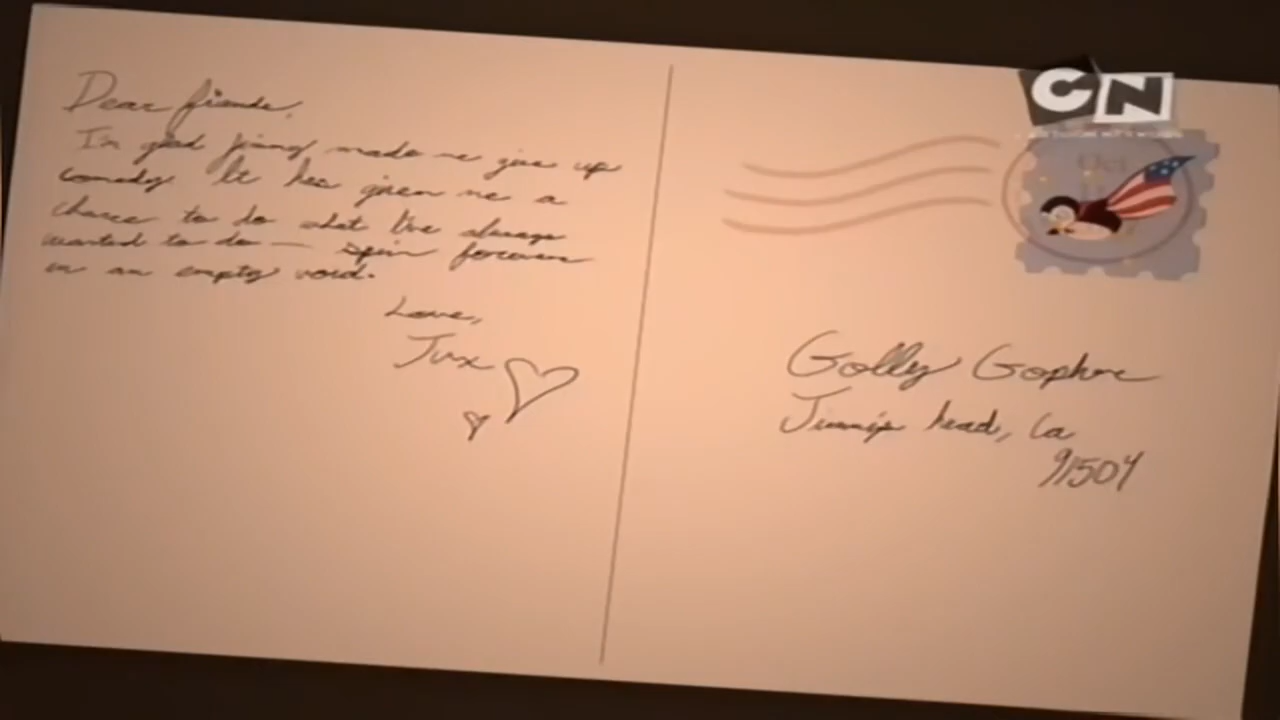 Dear friends,
I'm glad Jimmy made me give up
comedy. It has given me a
chance to do what I've always
wanted to do — spin forever
in an empty void.
Love,
Jux
CN
Oct
Golly Gopher
Jimmy's head, Ca
91504